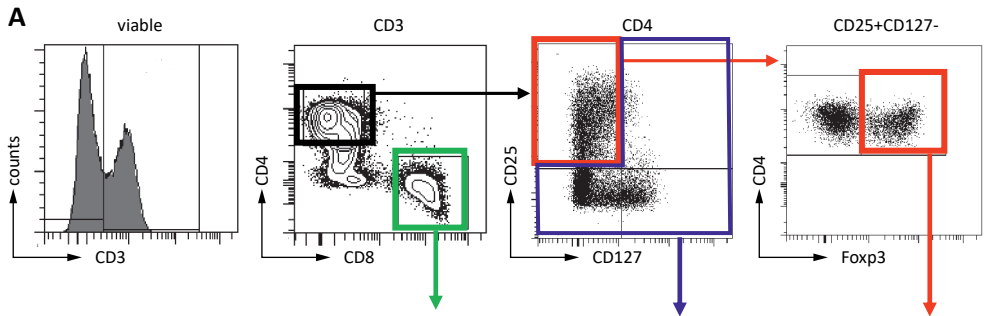 A
viable
CD3
CD4
CD25+CD127-
counts
CD3
CD4
CD8
CD25
CD127
CD4
Foxp3